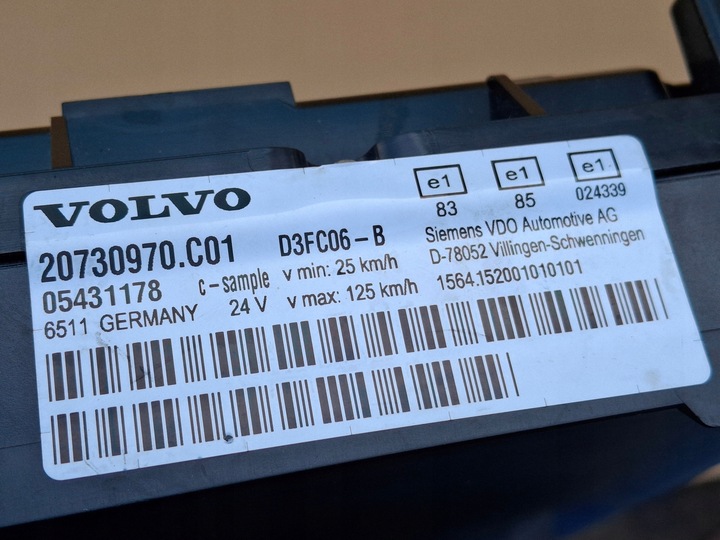 VOLVO
e1 e1 e1
83 85 024339
20730970.C01 D3FC06-B Siemens VDO Automotive AG
05431178 c-sample v min: 25 km/h D-78052 Villingen-Schwenningen
6511 GERMANY 24 V v max: 125 km/h 1564.152001010101